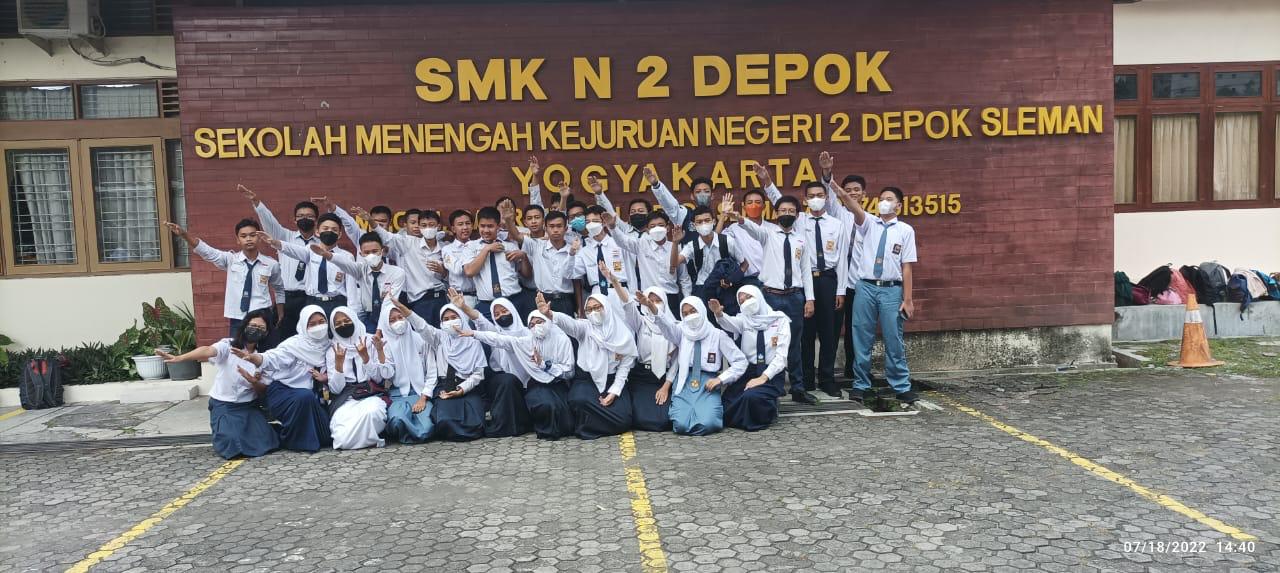 SMK N 2 DEPOK
SEKOLAH MENENGAH KEJURUAN NEGERI 2 DEPOK SLEMAN
YOGYAKARTA
13515
07/18/2022 14:40